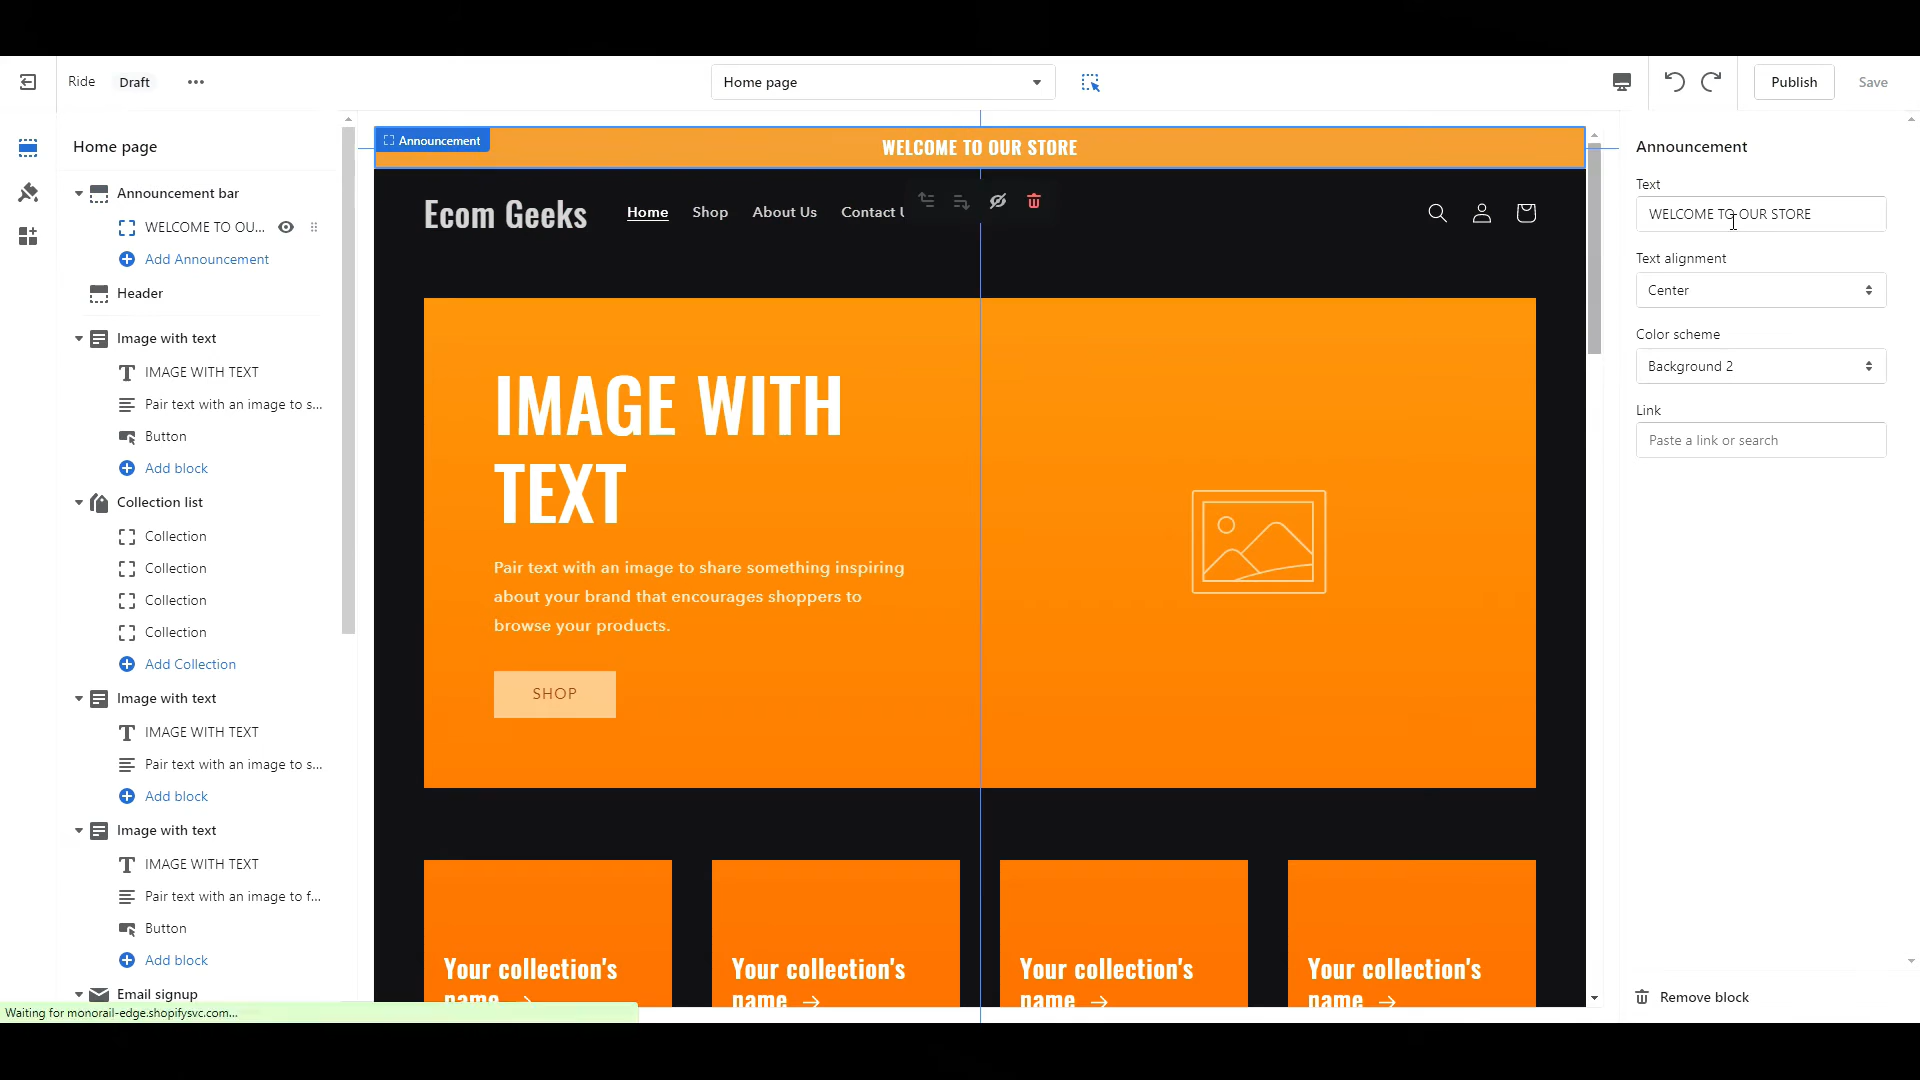 Ride
Draft
Home page
Publish
Save
Home page
Announcement bar
WELCOME TO OU...
Add Announcement
Header
Image with text
IMAGE WITH TEXT
Pair text with an image to s...
Button
Add block
Collection list
Collection
Collection
Collection
Collection
Add Collection
Image with text
IMAGE WITH TEXT
Pair text with an image to s...
Add block
Image with text
IMAGE WITH TEXT
Pair text with an image to f...
Button
Add block
Email signup
Waiting for monorail-edge.shopifysvc.com...
Announcement
WELCOME TO OUR STORE
Ecom Geeks
Home
Shop
About Us
Contact U
IMAGE WITH
TEXT
Pair text with an image to share something inspiring
about your brand that encourages shoppers to
browse your products.
SHOP
Your collection's
name
Your collection's
name
Your collection's
name
Your collection's
name
Announcement
Text
WELCOME TO OUR STORE
Text alignment
Center
Color scheme
Background 2
Link
Paste a link or search
Remove block